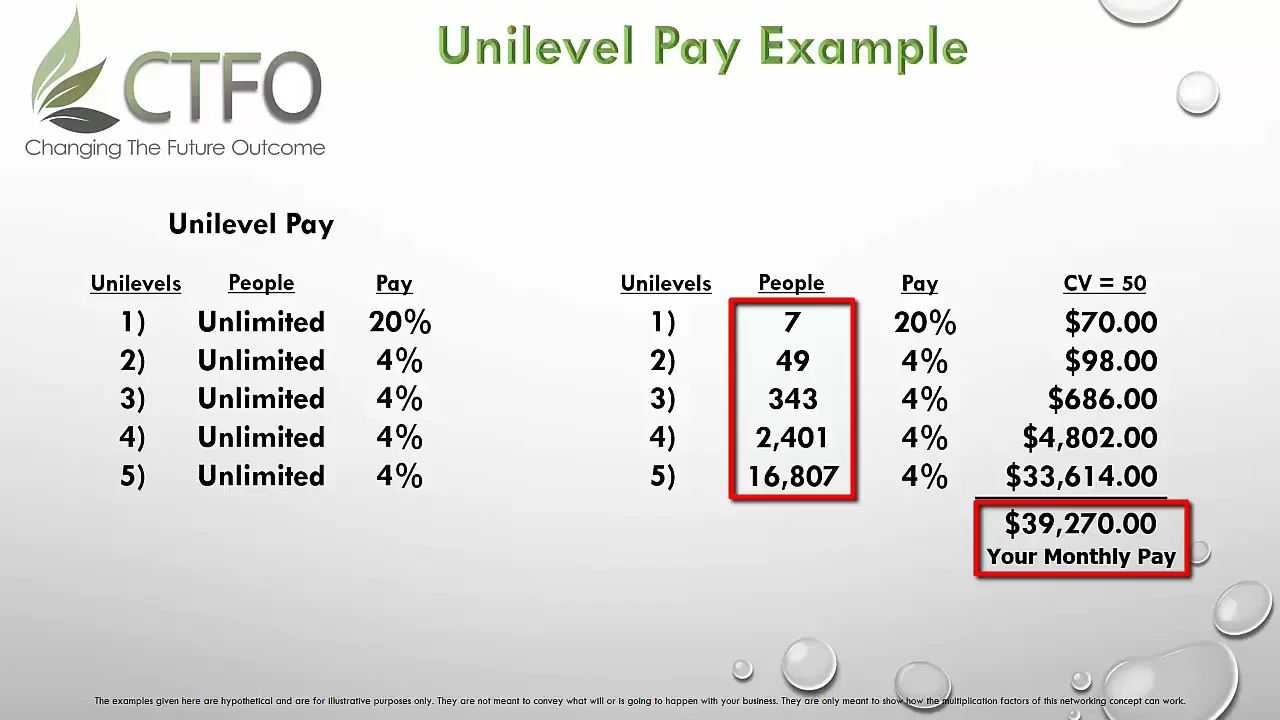 CTFO
Changing The Future Outcome
Unilevel Pay Example
Unilevel Pay
Unilevels People Pay
1) Unlimited 20%
2) Unlimited 4%
3) Unlimited 4%
4) Unlimited 4%
5) Unlimited 4%
Unilevels People Pay CV = 50
1) 7 20% $70.00
2) 49 4% $98.00
3) 343 4% $686.00
4) 2,401 4% $4,802.00
5) 16,807 4% $33,614.00
$39,270.00
Your Monthly Pay
The examples given here are hypothetical and are for illustrative purposes only. They are not meant to convey what will or is going to happen with your business. They are only meant to show how the multiplication factors of this networking concept can work.